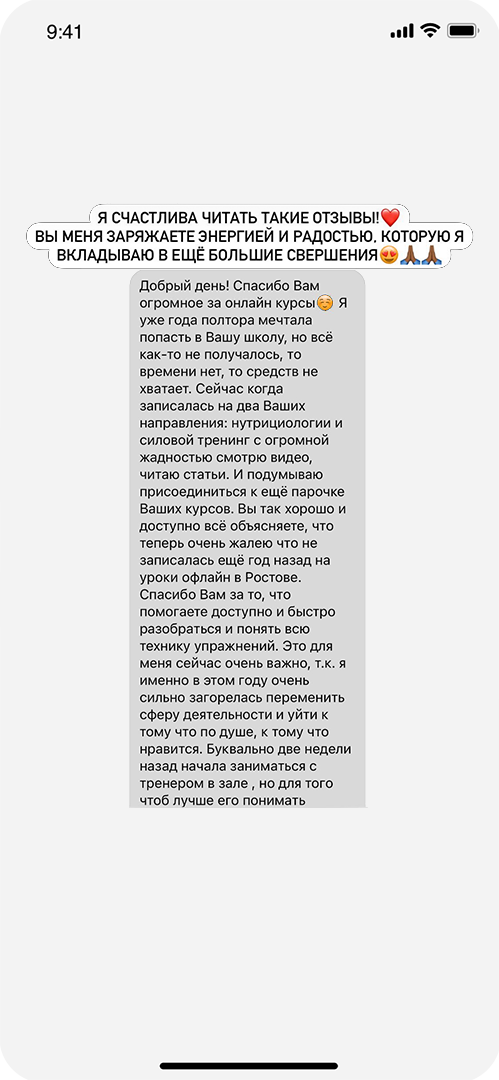 9:41
Я СЧАСТЛИВА ЧИТАТЬ ТАКИЕ ОТЗЫВЫ!❤️
ВЫ МЕНЯ ЗАРЯЖАЕТЕ ЭНЕРГИЕЙ И РАДОСТЬЮ, КОТОРУЮ Я
ВКЛАДЫВАЮ В ЕЩЁ БОЛЬШИЕ СВЕРШЕНИЯ😍🙏🏾🙏🏾
Добрый день! Спасибо Вам
огромное за онлайн курсы☺️ Я
уже года полтора мечтала
попасть в Вашу школу, но всё
как-то не получалось, то
времени нет, то средств не
хватает. Сейчас когда
записалась на два Ваших
направления: нутрициологии и
силовой тренинг с огромной
жадностью смотрю видео,
читаю статьи. И подумываю
присоединиться к ещё парочке
Ваших курсов. Вы так хорошо и
доступно всё объясняете, что
теперь очень жалею что не
записалась ещё год назад на
уроки офлайн в Ростове.
Спасибо Вам за то, что
помогаете доступно и быстро
разобраться и понять всю
технику упражнений. Это для
меня сейчас очень важно, т.к. я
именно в этом году очень
сильно загорелась переменить
сферу деятельности и уйти к
тому что по душе, к тому что
нравится. Буквально две недели
назад начала заниматься с
тренером в зале , но для того
чтоб лучше его понимать